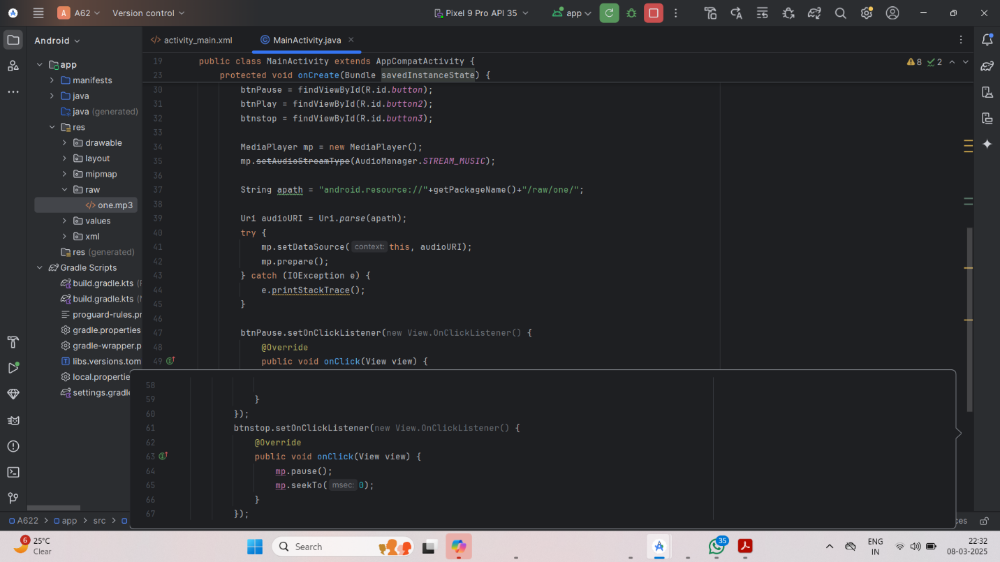 A A62 Version control Pixel 9 Pro API 35 app
Android
activity_main.xml MainActivity.java
app
manifests
java
java (generated)
res
drawable
layout
mipmap
raw
one.mp3
values
xml
res (generated)
Gradle Scripts
build.gradle.kts
build.gradle.kts
proguard-rules.pr
gradle.properties
gradle-wrapper.p
libs.versions.tom
local.propertie
settings.gradle
19 public class MainActivity extends AppCompatActivity {
8 2
23 protected void onCreate(Bundle savedInstanceState) {
30 btnPause = findViewById(R.id.button);
31 btnPlay = findViewById(R.id.button2);
32 btnstop = findViewById(R.id.button3);
33
34 MediaPlayer mp = new MediaPlayer();
35 mp.setAudioStreamType(AudioManager.STREAM_MUSIC);
36
37 String apath = "android.resource://"+getPackageName()+"/raw/one/";
38
39 Uri audioURI = Uri.parse(apath);
40 try {
41 mp.setDataSource( context: this, audioURI);
42 mp.prepare();
43 } catch (IOException e) {
44 e.printStackTrace();
45 }
46
47 btnPause.setOnClickListener(new View.OnClickListener() {
48 @Override
49 public void onClick(View view) {
58
59 }
60 });
61 btnstop.setOnClickListener(new View.OnClickListener() {
62 @Override
63 public void onClick(View view) {
64 mp.pause();
65 mp.seekTo( msec: 0);
66 }
67 });
A622 > app > src >
ces
6 25°C
Clear
Search
35
ENG
IN
22:32
08-03-2025